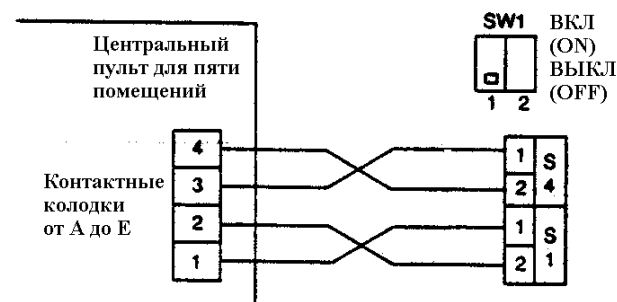 SW1 ВКЛ
(ON)
ВЫКЛ
(OFF)
1 2
Центральный
пульт для пяти
помещений
Контактные
колодки
от А до Е
4
3
2
1
1
2
S
4
1
2
S
1